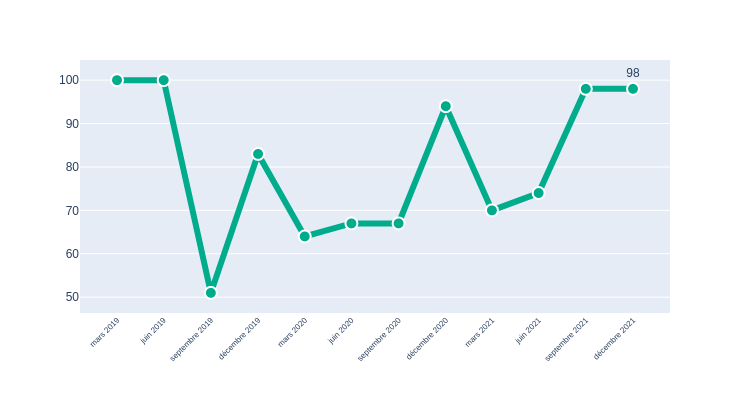 98
100
90
80
70
60
50
mars 2019
juin 2019
septembre 2019
décembre 2019
mars 2020
juin 2020
septembre 2020
décembre 2020
mars 2021
juin 2021
septembre 2021
décembre 2021